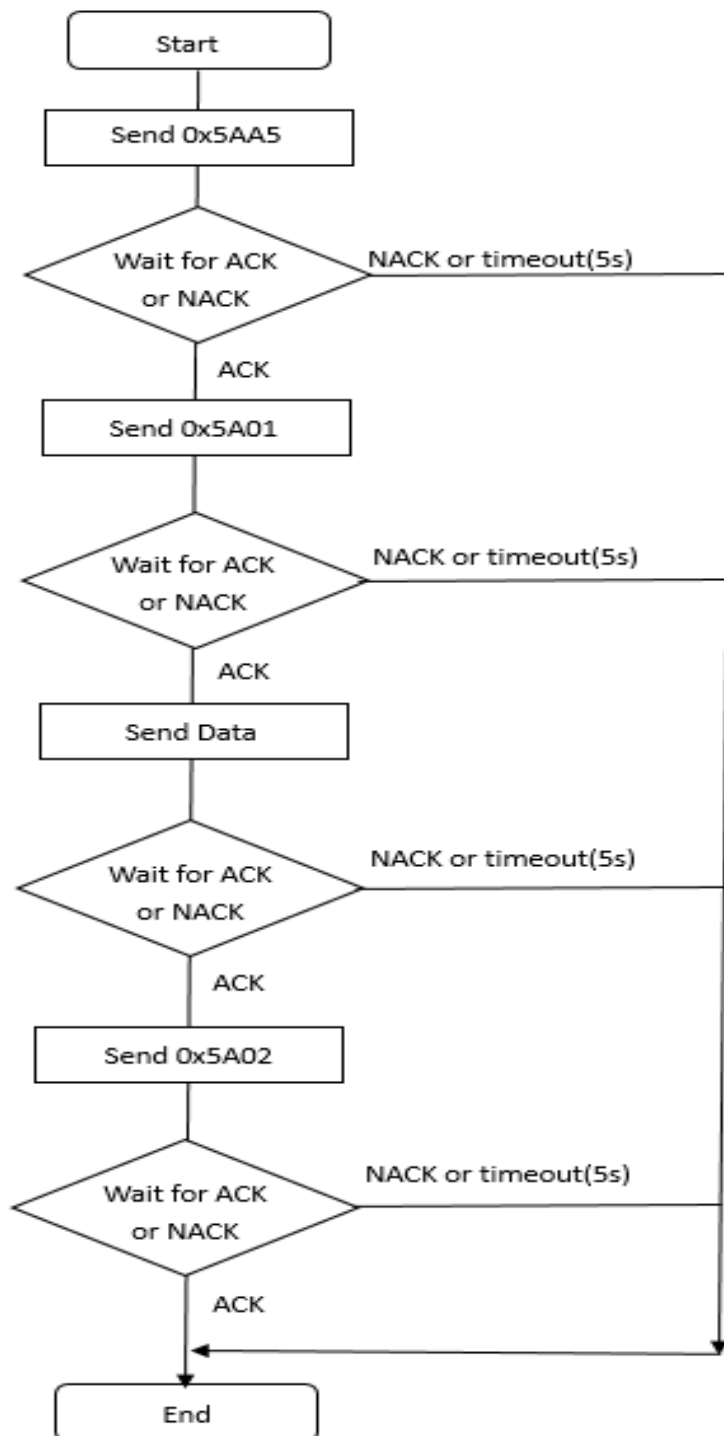 Start
Send 0x5AA5
Wait for ACK
or NACK
NACK or timeout(5s)
ACK
Send 0x5A01
Wait for ACK
or NACK
NACK or timeout(5s)
ACK
Send Data
Wait for ACK
or NACK
NACK or timeout(5s)
ACK
Send 0x5A02
Wait for ACK
or NACK
NACK or timeout(5s)
ACK
End